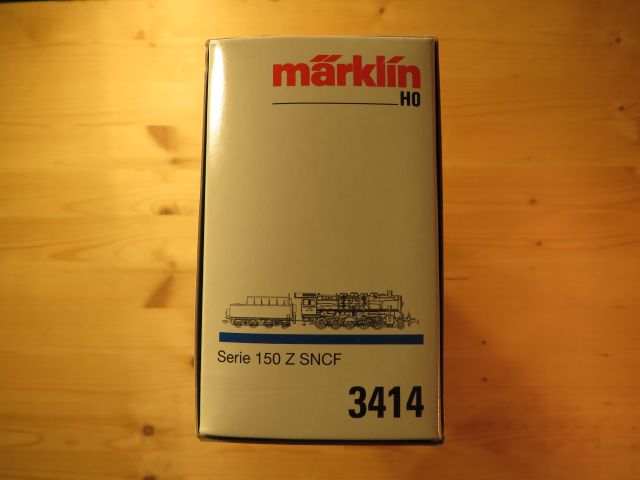 märklin
HO
Serie 150 Z SNCF
3414